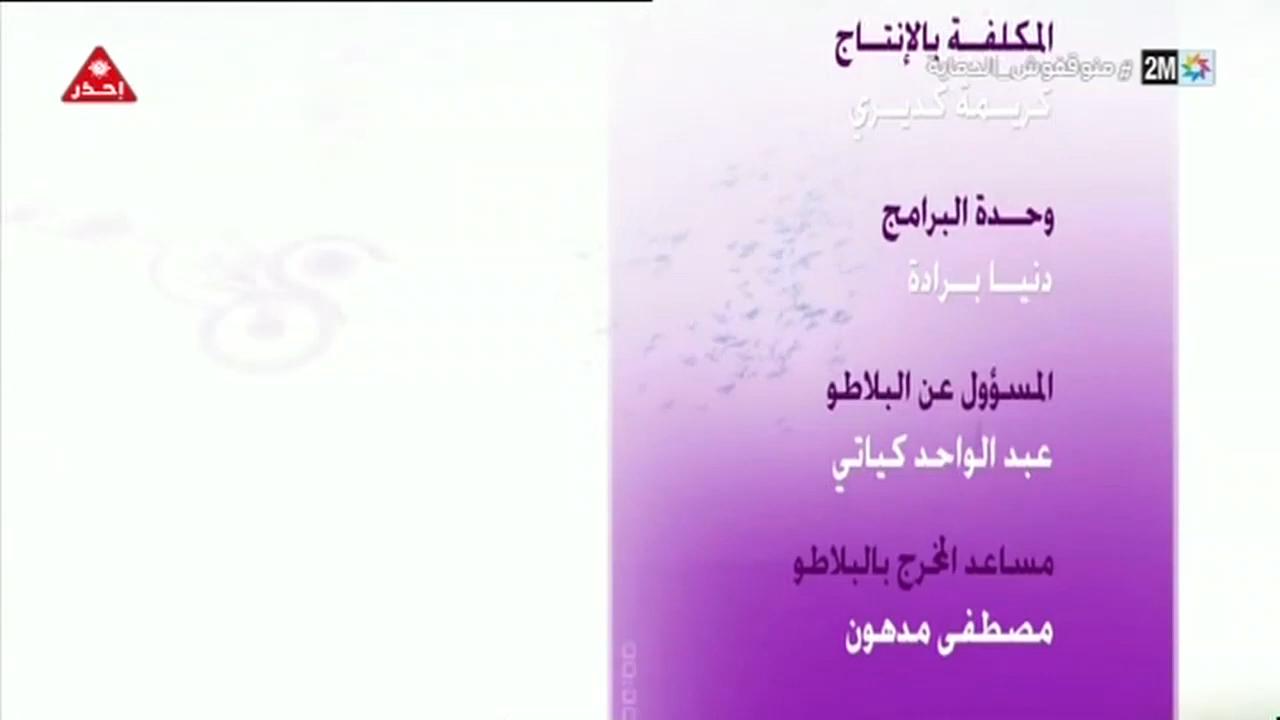 المكلفة بالإنتاج
#منوقفوش_الحماية
2M
إحذر
كريمة كديري
وحدة البرامج
دنيا برادة
المسؤول عن البلاطو
عبد الواحد كياتي
مساعد المخرج بالبلاطو
مصطفى مدهون